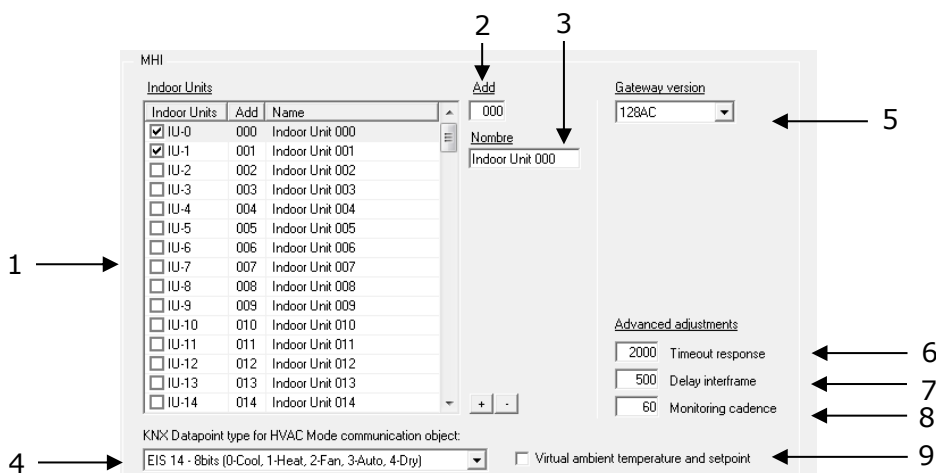 2
3
MHI
Indoor Units
Add
Gateway version
Indoor Units Add Name
000
128AC
5
IU-0 000 Indoor Unit 000
Nombre
IU-1 001 Indoor Unit 001
Indoor Unit 000
IU-2 002 Indoor Unit 002
IU-3 003 Indoor Unit 003
IU-4 004 Indoor Unit 004
IU-5 005 Indoor Unit 005
IU-6 006 Indoor Unit 006
1
IU-7 007 Indoor Unit 007
IU-8 008 Indoor Unit 008
IU-9 009 Indoor Unit 009
IU-10 010 Indoor Unit 010
Advanced adjustments
IU-11 011 Indoor Unit 011
2000 Timeout response
6
IU-12 012 Indoor Unit 012
500 Delay interframe
7
IU-13 013 Indoor Unit 013
60 Monitoring cadence
8
IU-14 014 Indoor Unit 014
+ -
KNX Datapoint type for HVAC Mode communication object:
4
EIS 14 - 8bits (0-Cool, 1-Heat, 2-Fan, 3-Auto, 4-Dry)
Virtual ambient temperature and setpoint
9